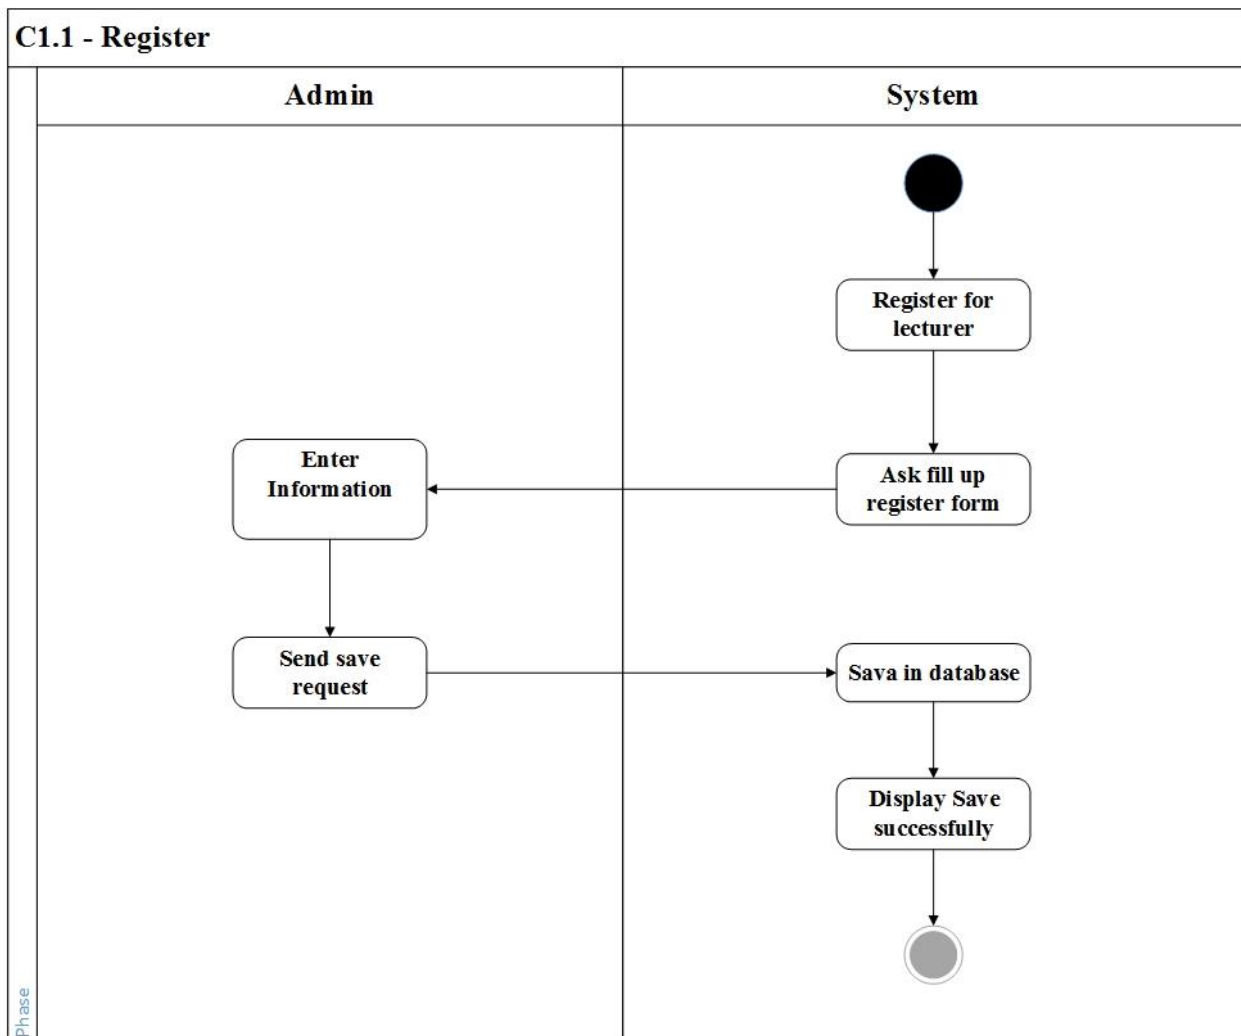 C1.1 - Register
Admin
System
Register for
lecturer
Enter
Information
Ask fill up
register form
Send save
request
Sava in database
Display Save
successfully
Phase